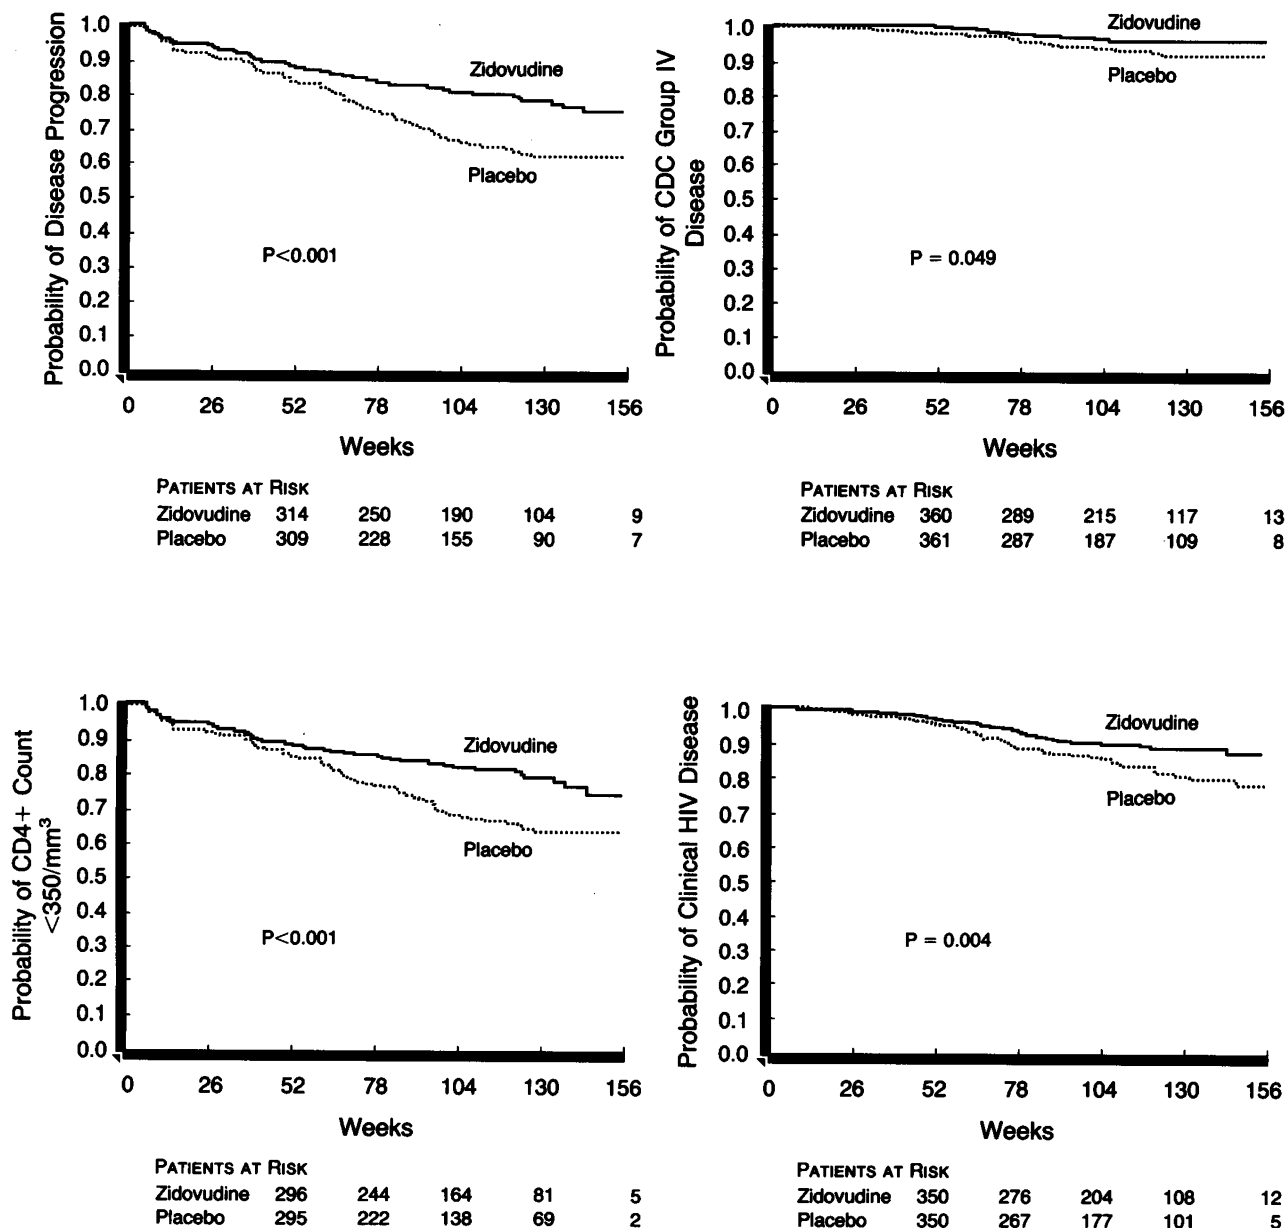 Probability of Disease Progression
1.0
0.9
0.8
0.7
0.6
0.5
0.4
0.3
0.2
0.1
0.0
Zidovudine
Placebo
P<0.001
0 26 52 78 104 130 156
Weeks
PATIENTS AT RISK
Zidovudine 314 250 190 104 9
Placebo 309 228 155 90 7
Probability of CDC Group IV
Disease
1.0
0.9
0.8
0.7
0.6
0.5
0.4
0.3
0.2
0.1
0.0
Zidovudine
Placebo
P = 0.049
0 26 52 78 104 130 156
Weeks
PATIENTS AT RISK
Zidovudine 360 289 215 117 13
Placebo 361 287 187 109 8
Probability of CD4+ Count
<350/mm³
1.0
0.9
0.8
0.7
0.6
0.5
0.4
0.3
0.2
0.1
0.0
Zidovudine
Placebo
P<0.001
0 26 52 78 104 130 156
Weeks
PATIENTS AT RISK
Zidovudine 296 244 164 81 5
Placebo 295 222 138 69 2
Probability of Clinical HIV Disease
1.0
0.9
0.8
0.7
0.6
0.5
0.4
0.3
0.2
0.1
0.0
Zidovudine
Placebo
P = 0.004
0 26 52 78 104 130 156
Weeks
PATIENTS AT RISK
Zidovudine 350 276 204 108 12
Placebo 350 267 177 101 5